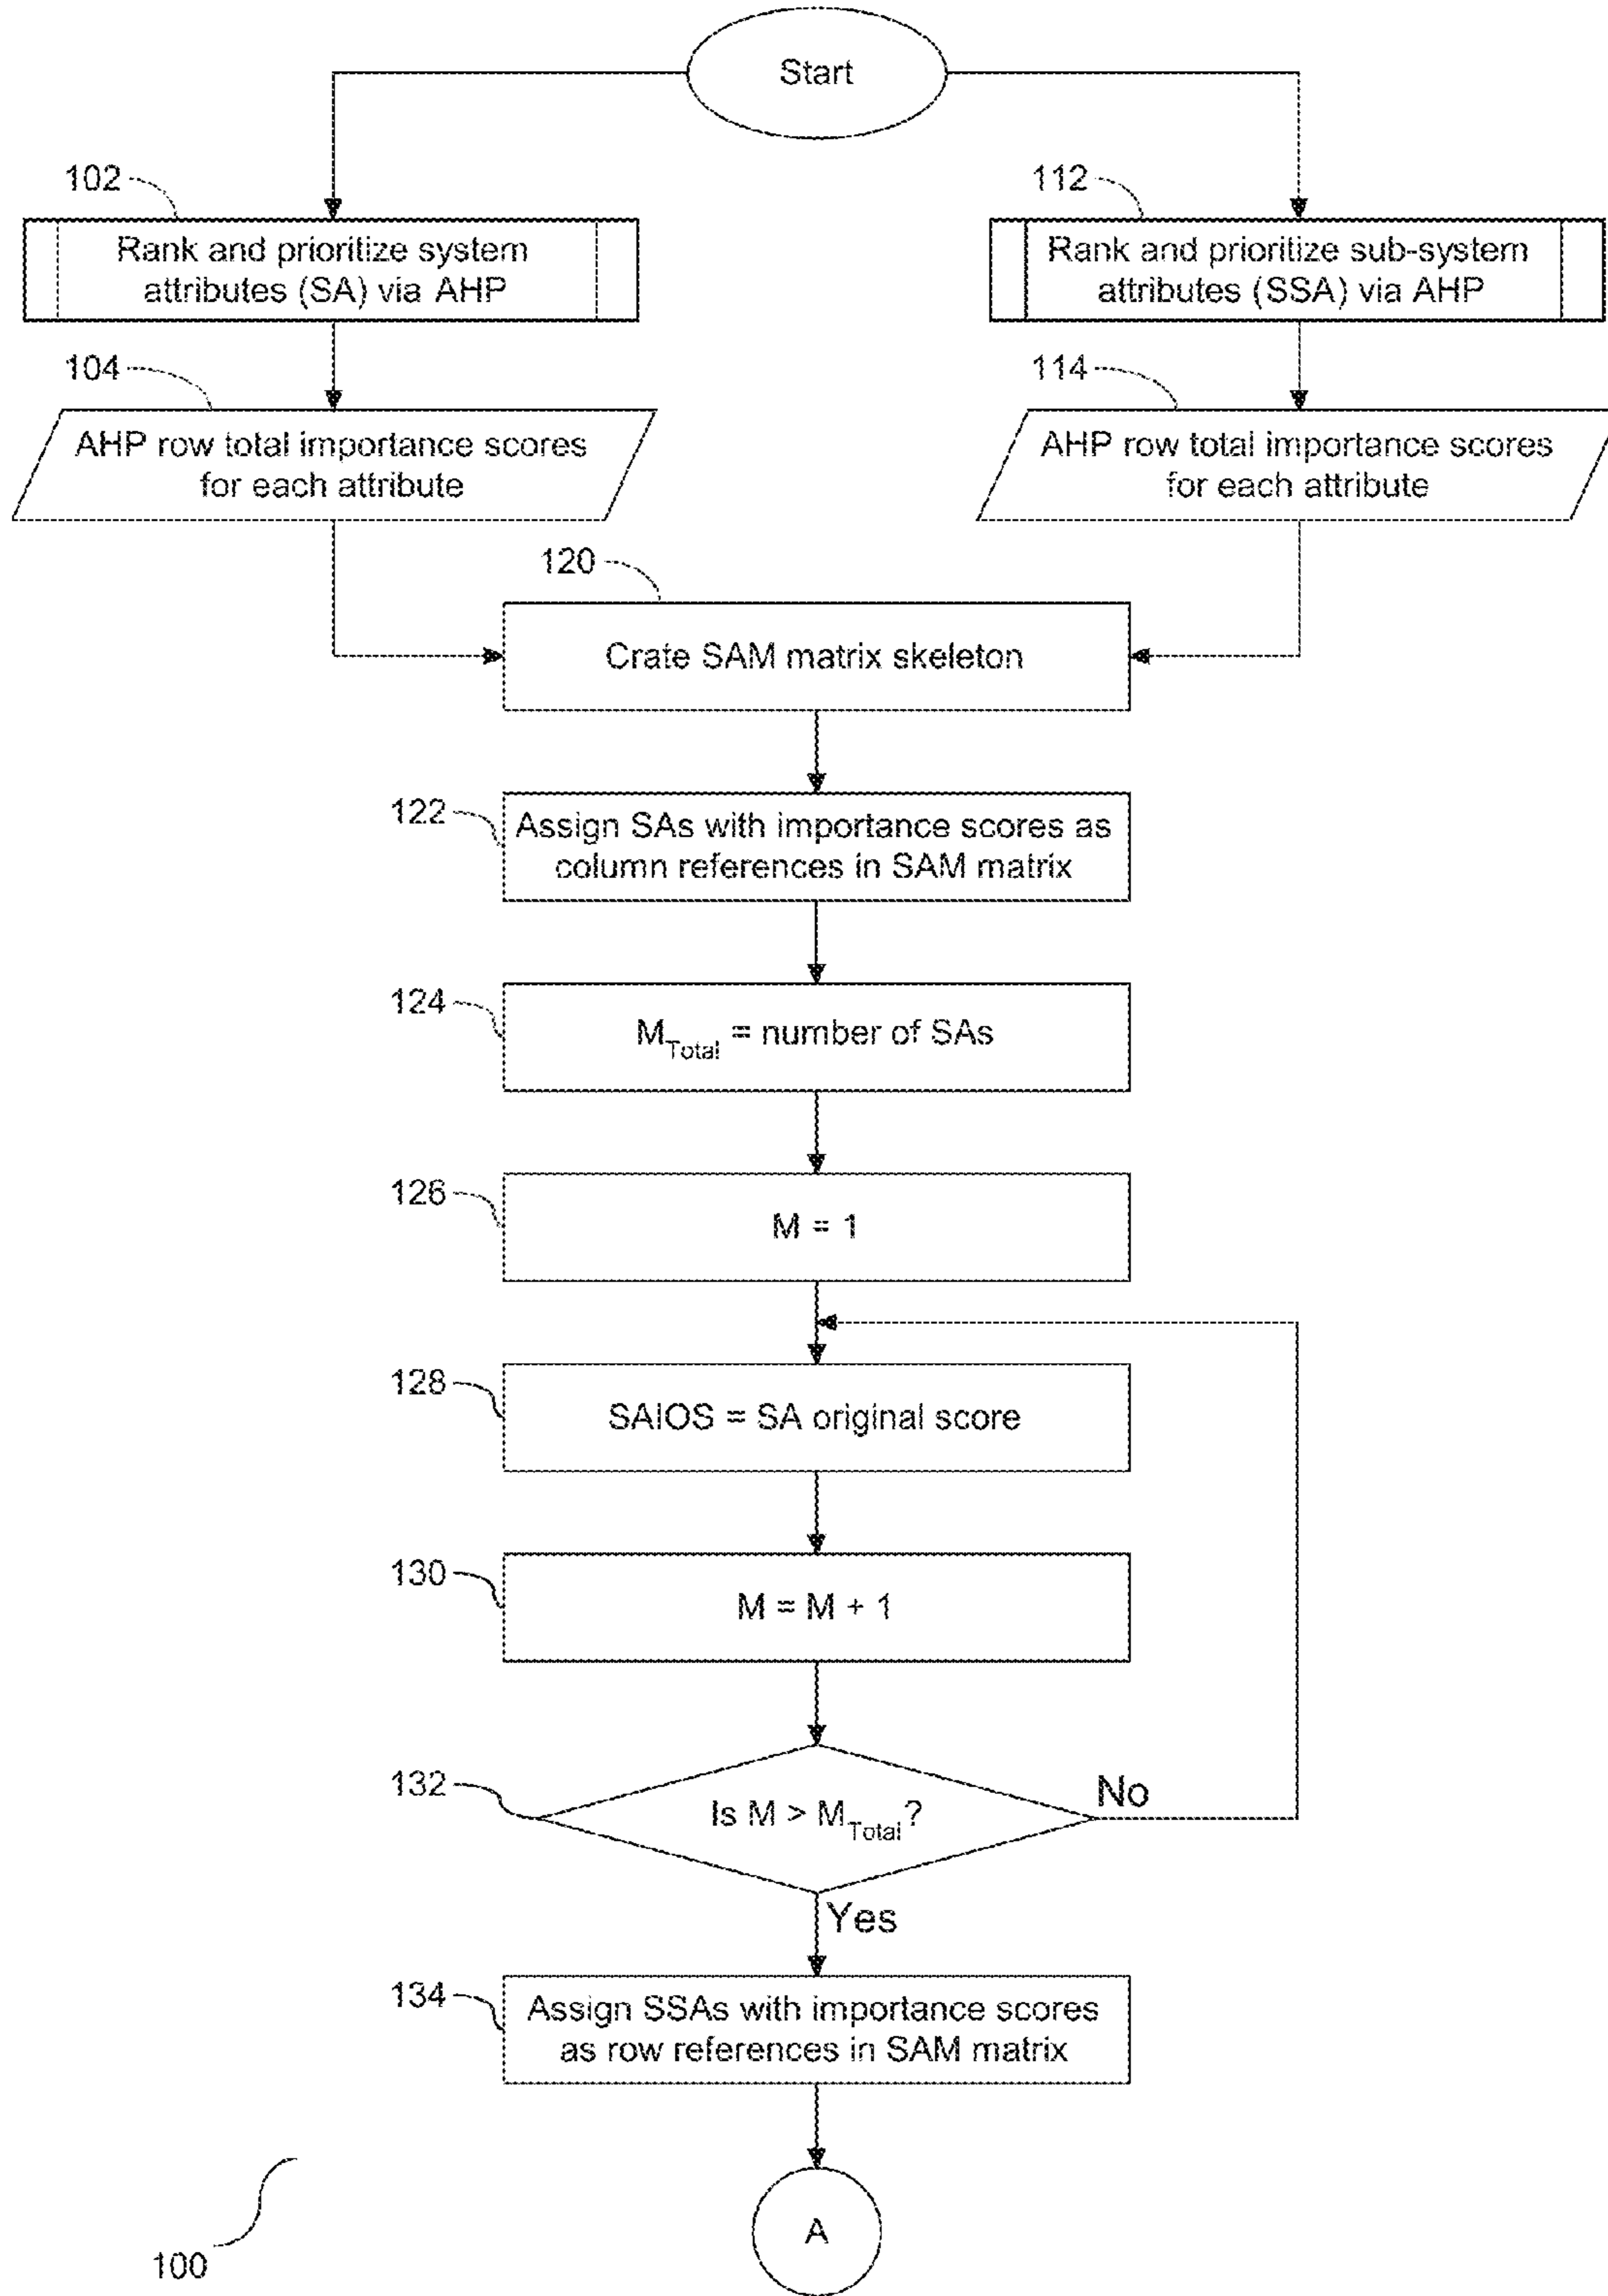 Start
102
Rank and prioritize system
attributes (SA) via AHP
112
Rank and prioritize sub-system
attributes (SSA) via AHP
104
AHP row total importance scores
for each attribute
114
AHP row total importance scores
for each attribute
120
Crate SAM matrix skeleton
122
Assign SAs with importance scores as
column references in SAM matrix
124
M_Total = number of SAs
126
M = 1
128
SAIOS = SA original score
130
M = M + 1
132
Is M > M_Total?
No
Yes
134
Assign SSAs with importance scores
as row references in SAM matrix
A
100